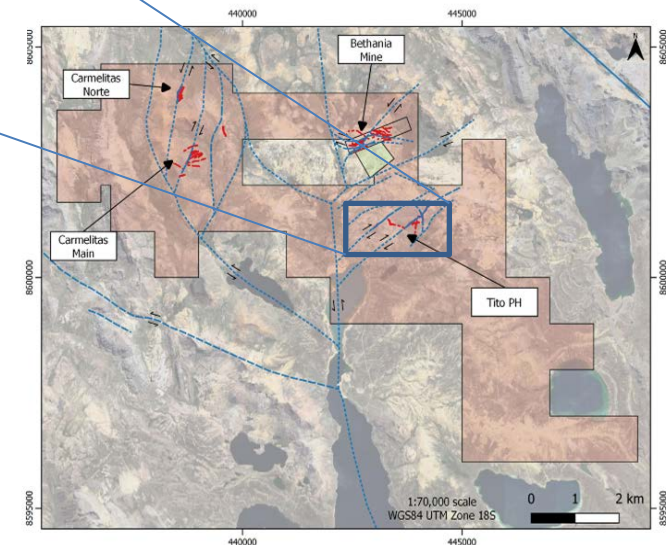 440000
445000
8605000
8605000
N
Bethania
Mine
Carmelitas
Norte
Carmelitas
Main
8600000
8600000
Tito PH
1:70,000 scale
WGS84 UTM Zone 18S
0 1 2 km
8595000
8595000
440000
445000